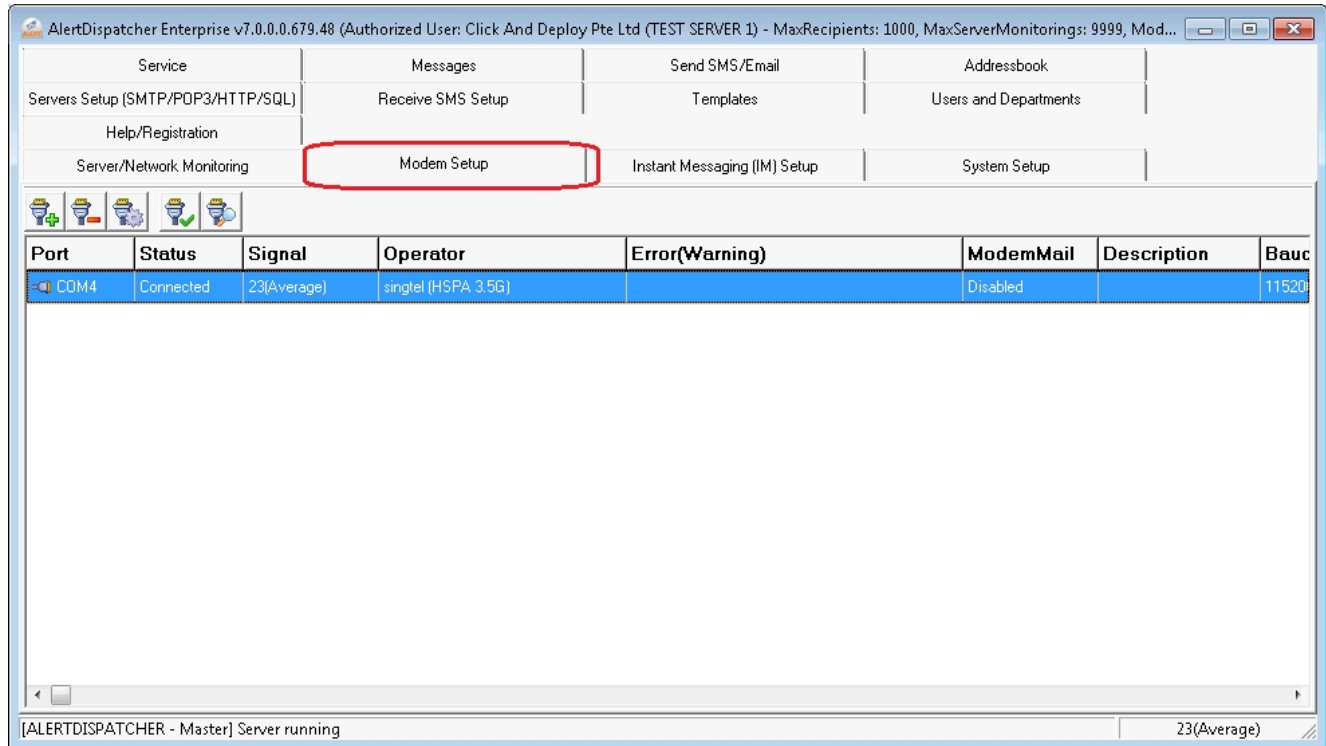 AlertDispatcher Enterprise v7.0.0.0.679.48 (Authorized User: Click And Deploy Pte Ltd (TEST SERVER 1) - MaxRecipients: 1000, MaxServerMonitorings: 9999, Mod...
Service Messages Send SMS/Email Addressbook
Servers Setup (SMTP/POP3/HTTP/SQL) Receive SMS Setup Templates Users and Departments
Help/Registration
Server/Network Monitoring Modem Setup Instant Messaging (IM) Setup System Setup
Port Status Signal Operator Error(Warning) ModemMail Description Baud
COM4 Connected 23(Average) singtel (HSPA 3.5G) Disabled 11520
[ALERTDISPATCHER - Master] Server running 23(Average)